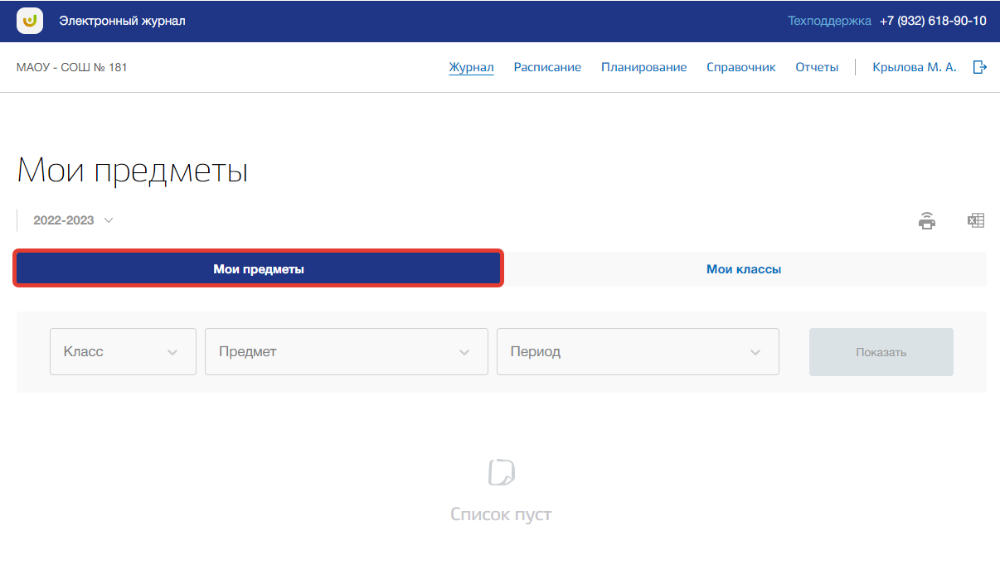 Электронный журнал
Техподдержка +7 (932) 618-90-10
МАОУ - СОШ № 181
Журнал Расписание Планирование Справочник Отчеты Крылова М. А.
Мои предметы
2022-2023
Мои предметы
Мои классы
Класс Предмет Период Показать
Список пуст